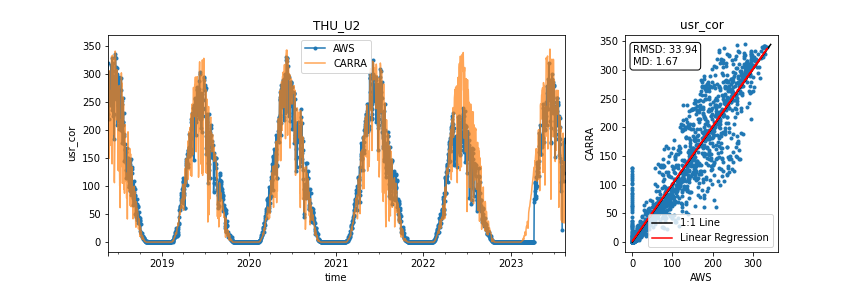 THU_U2
usr_cor
350
300
250
200
150
100
50
0
usr_cor
2019
2020
2021
2022
2023
time
AWS
CARRA
350
300
250
200
150
100
50
0
CARRA
0
100
200
300
AWS
RMSD: 33.94
MD: 1.67
1:1 Line
Linear Regression